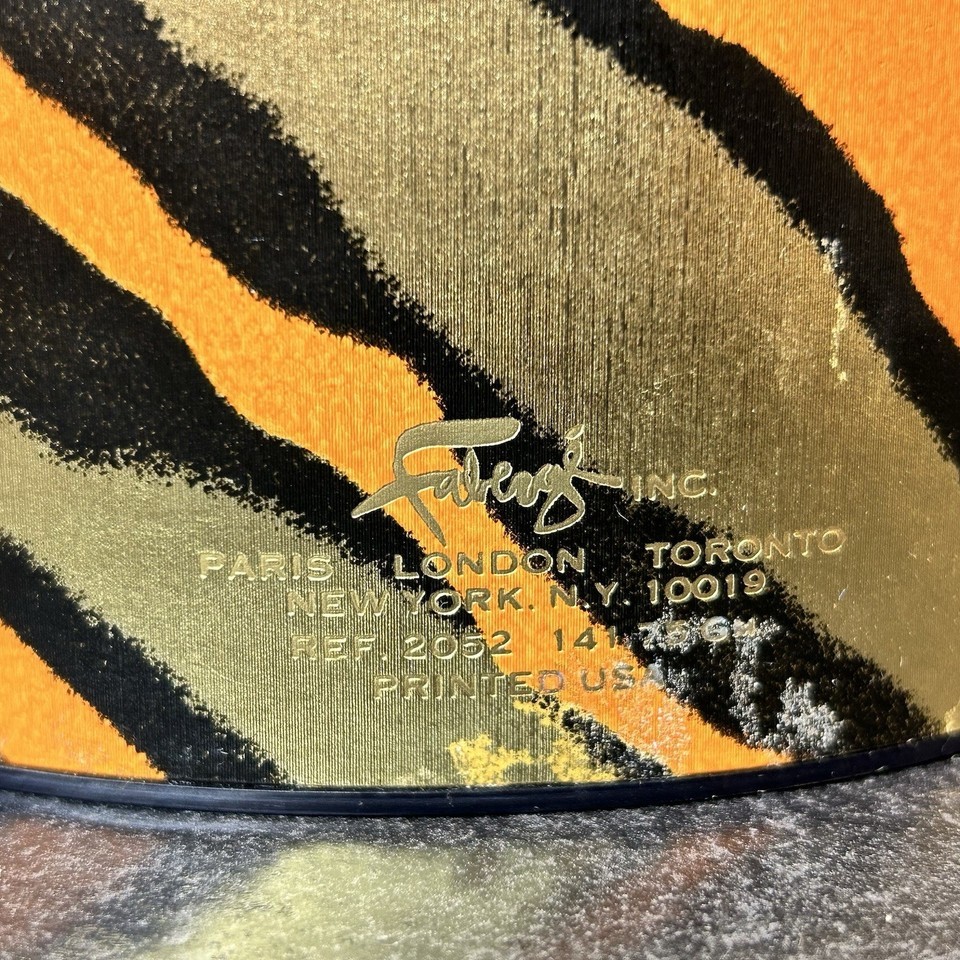 Fabergé INC.
PARIS LONDON TORONTO
NEW YORK. N.Y. 10019
REF. 2052 141
PRINTED USA